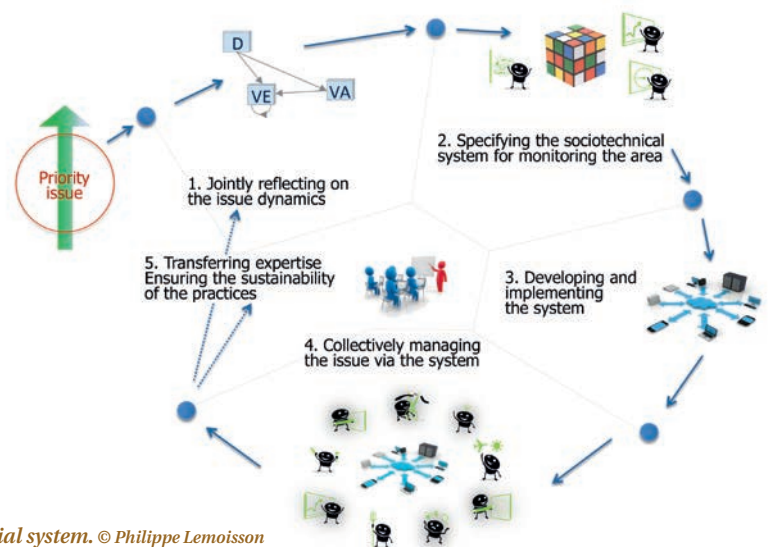 D
VE
VA
Priority
issue
1. Jointly reflecting on
the issue dynamics
2. Specifying the sociotechnical
system for monitoring the area
3. Developing and
implementing
the system
4. Collectively managing
the issue via the system
5. Transferring expertise
Ensuring the sustainability
of the practices
ial system. © Philippe Lemoisson